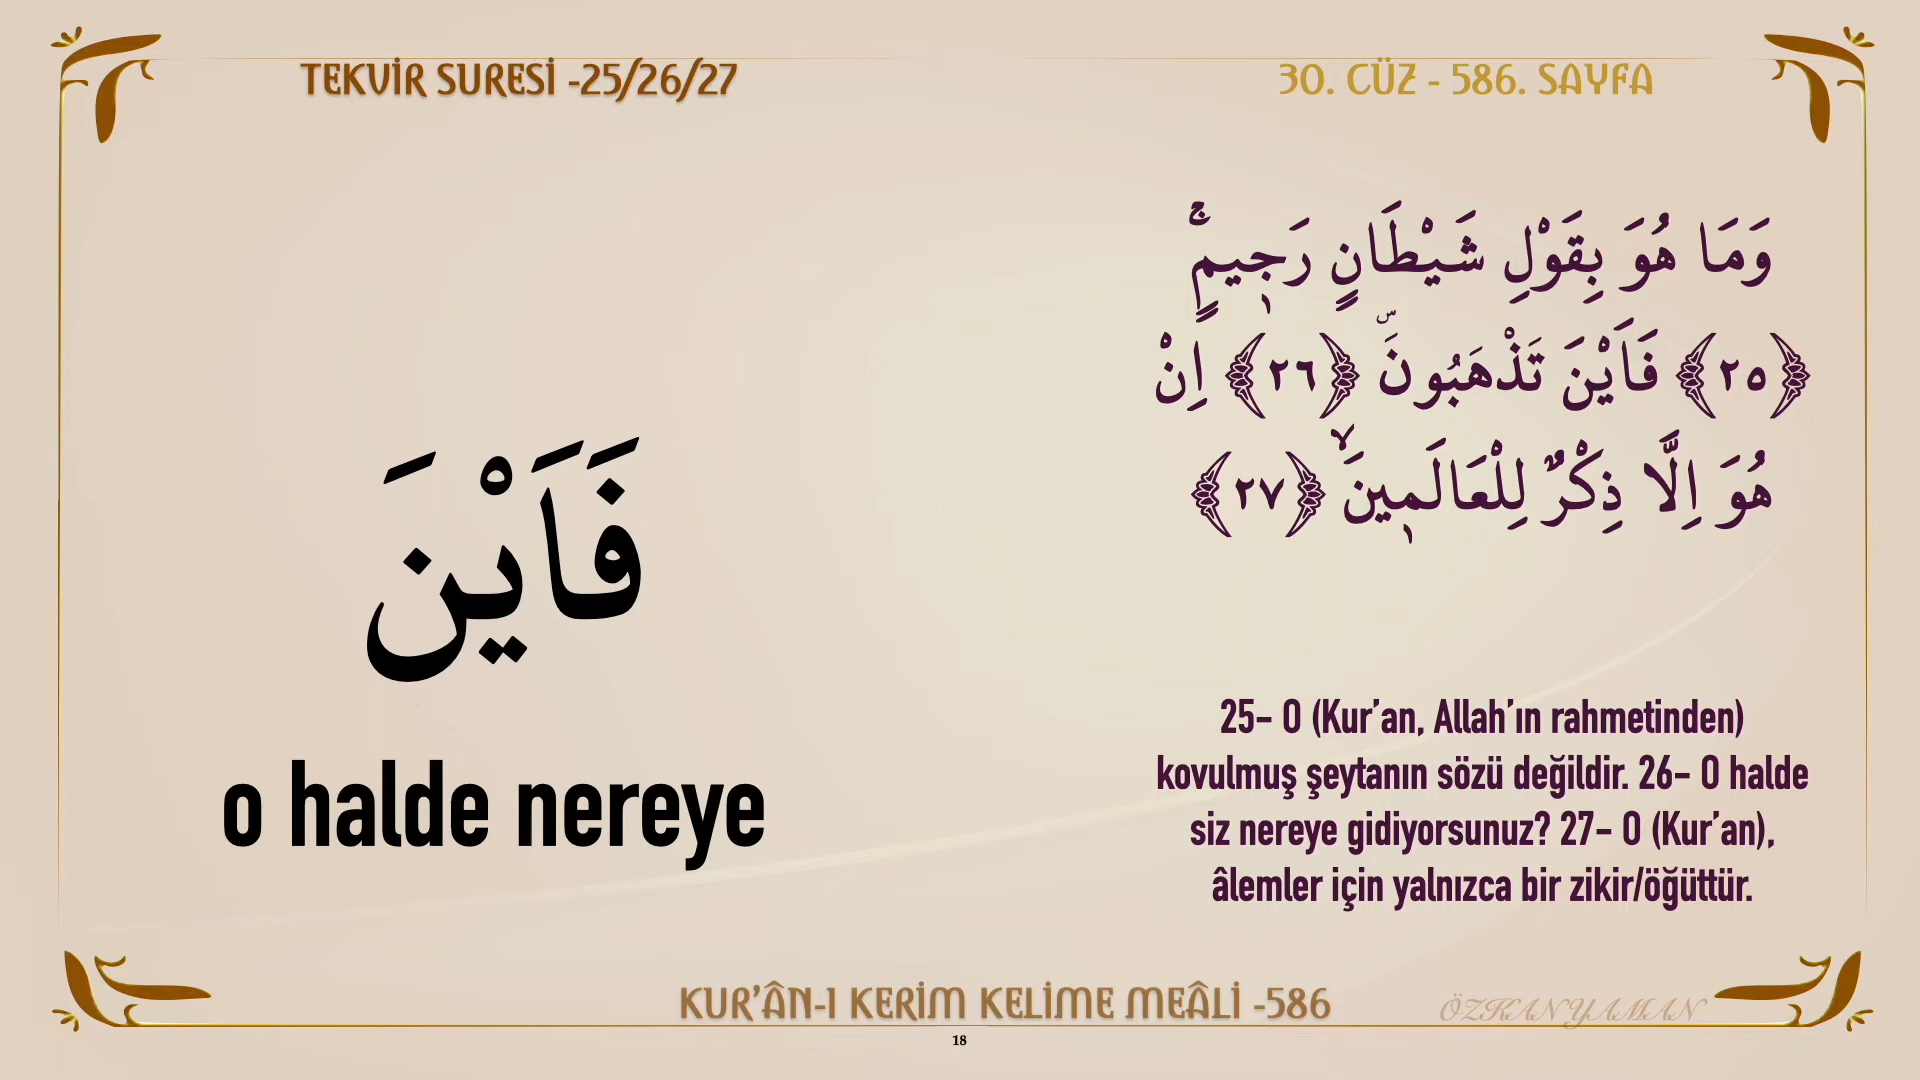 TEKVİR SURESİ -25/26/27
30. CÜZ - 586. SAYFA
وَمَا هُوَ بِقَوْلِ شَيْطَانٍ رَج۪يمٍۚ
﴿٢٥﴾ فَاَيْنَ تَذْهَبُونَۜ ﴿٢٦﴾ اِنْ
هُوَ اِلَّا ذِكْرٌ لِلْعَالَم۪ينَۙ ﴿٢٧﴾
فَاَيْنَ
o halde nereye
25– O (Kur’an, Allah’ın rahmetinden)
kovulmuş şeytanın sözü değildir. 26– O halde
siz nereye gidiyorsunuz? 27– O (Kur’an),
âlemler için yalnızca bir zikir/öğüttür.
KUR’ÂN-I KERİM KELİME MEÂLİ -586
ÖZKAN YAMAN
18